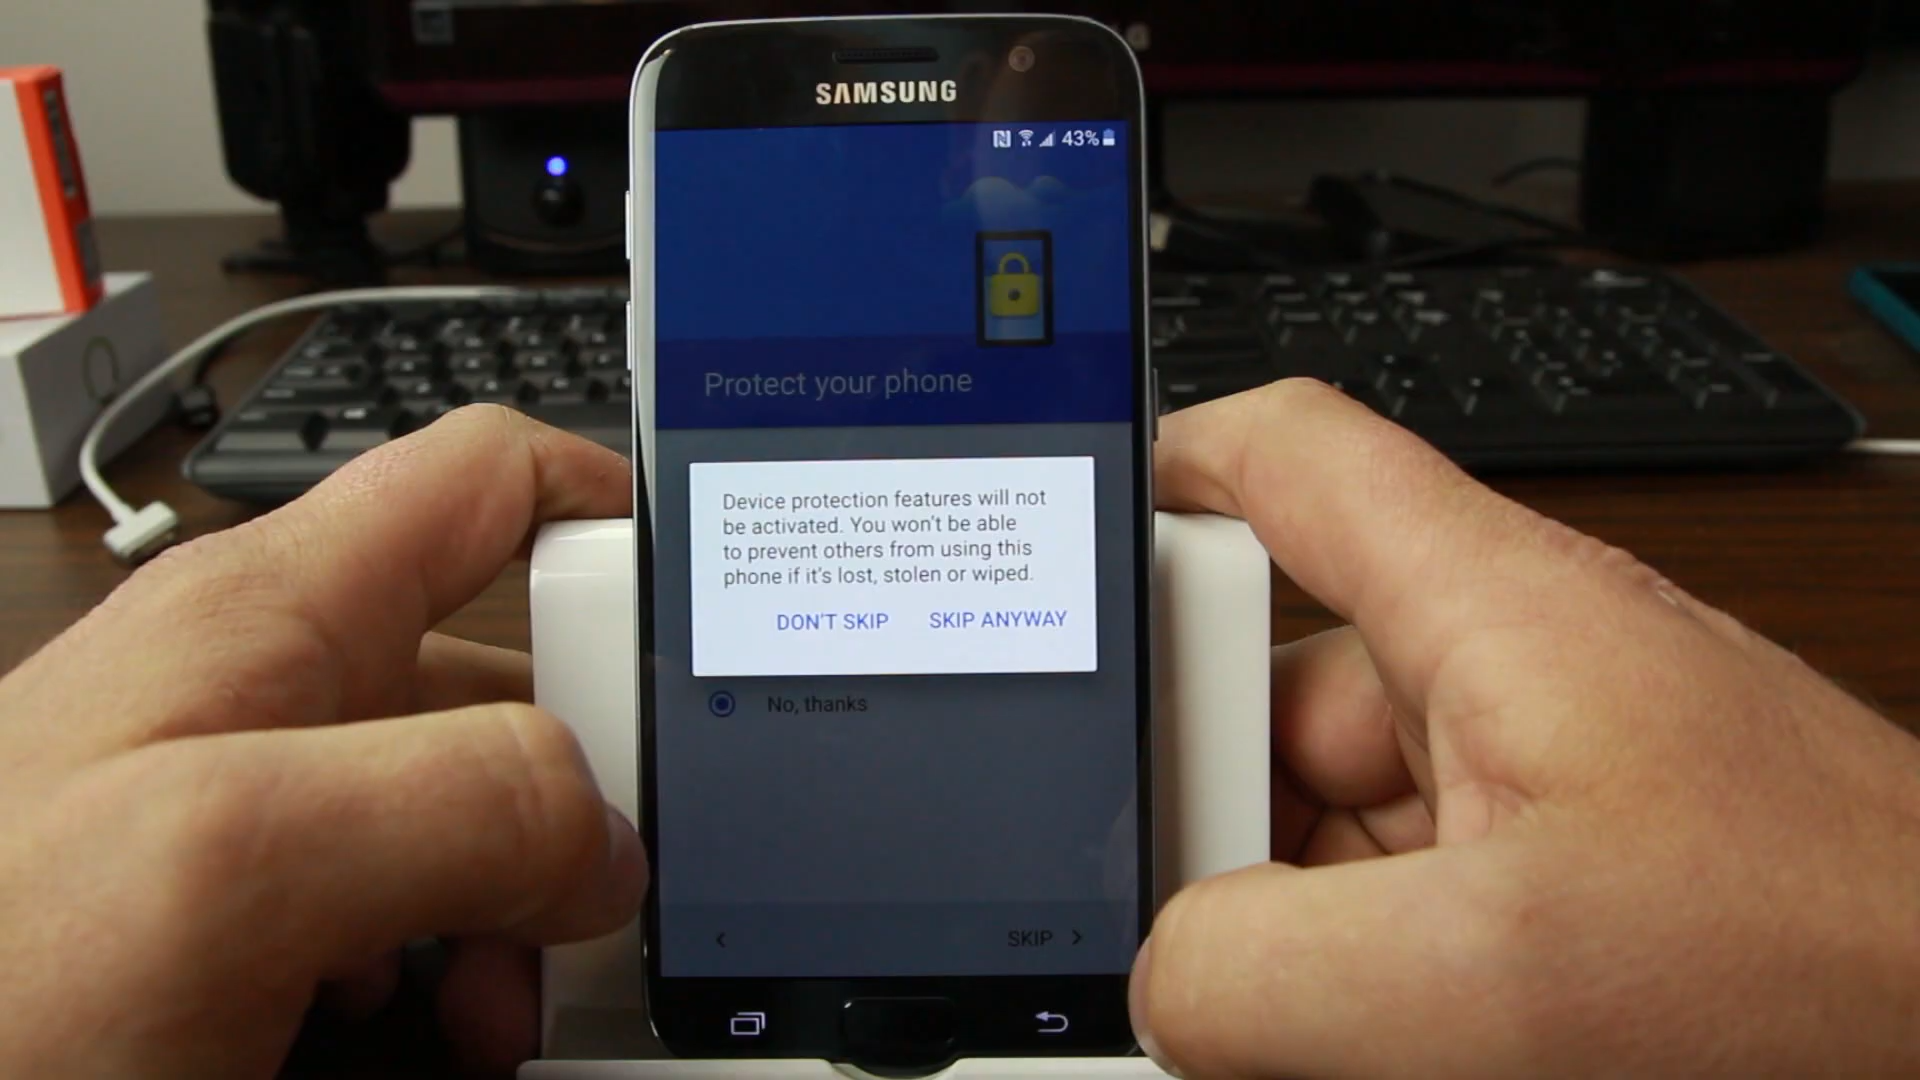 SAMSUNG
43%
Protect your phone
Device protection features will not
be activated. You won't be able
to prevent others from using this
phone if it's lost, stolen or wiped.
DON'T SKIP SKIP ANYWAY
No, thanks
SKIP